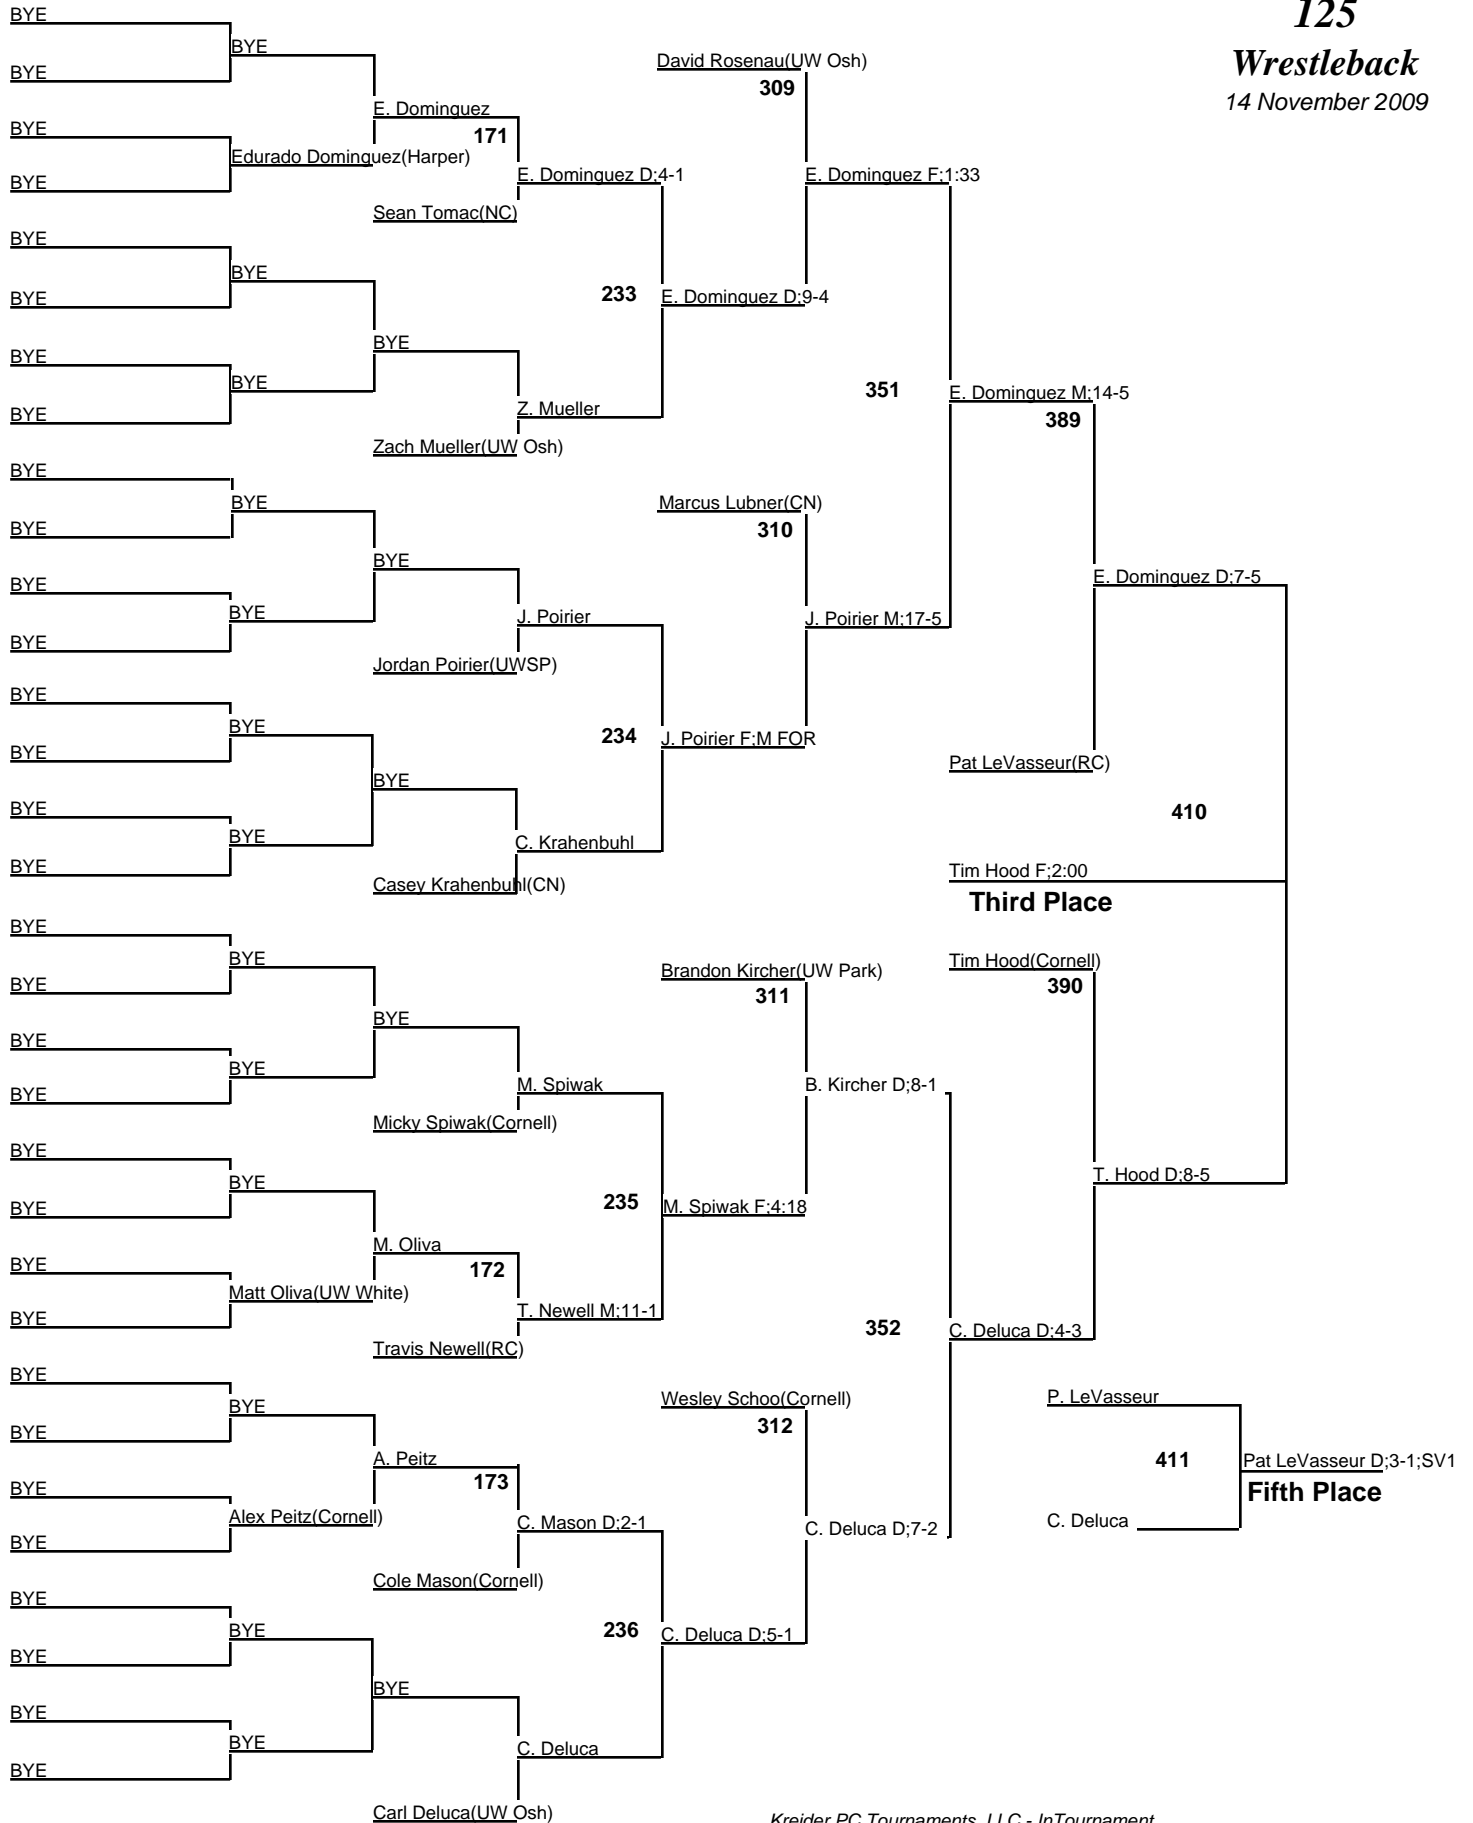 125
Wrestleback
14 November 2009
BYE
BYE
BYE
BYE
BYE
Edurado Dominguez(Harper)
E. Dominguez
171
Sean Tomac(NC)
E. Dominguez D;4-1
BYE
BYE
BYE
BYE
BYE
BYE
BYE
Z. Mueller
Zach Mueller(UW Osh)
233
E. Dominguez D;9-4
David Rosenau(UW Osh)
309
E. Dominguez F;1:33
BYE
BYE
BYE
BYE
BYE
BYE
BYE
J. Poirier
Jordan Poirier(UWSP)
BYE
BYE
BYE
BYE
BYE
BYE
BYE
C. Krahenbuhl
Casey Krahenbuhl(CN)
234
J. Poirier F;M FOR
Marcus Lubner(CN)
310
J. Poirier M;17-5
351
E. Dominguez M;14-5
389
Pat LeVasseur(RC)
E. Dominguez D;7-5
410
Tim Hood F;2:00
Third Place
BYE
BYE
BYE
BYE
BYE
BYE
BYE
M. Spiwak
Micky Spiwak(Cornell)
BYE
BYE
BYE
BYE
BYE
Matt Oliva(UW White)
M. Oliva
172
T. Newell M;11-1
Travis Newell(RC)
235
M. Spiwak F;4:18
Brandon Kircher(UW Park)
311
B. Kircher D;8-1
BYE
BYE
BYE
BYE
BYE
Alex Peitz(Cornell)
A. Peitz
173
C. Mason D;2-1
Cole Mason(Cornell)
BYE
BYE
BYE
BYE
BYE
BYE
BYE
C. Deluca
Carl Deluca(UW Osh)
236
C. Deluca D;5-1
Wesley Schoo(Cornell)
312
C. Deluca D;7-2
352
C. Deluca D;4-3
Tim Hood(Cornell)
390
T. Hood D;8-5
P. LeVasseur
411
C. Deluca
Pat LeVasseur D;3-1;SV1
Fifth Place
Kreider PC Tournaments, LLC - InTournament